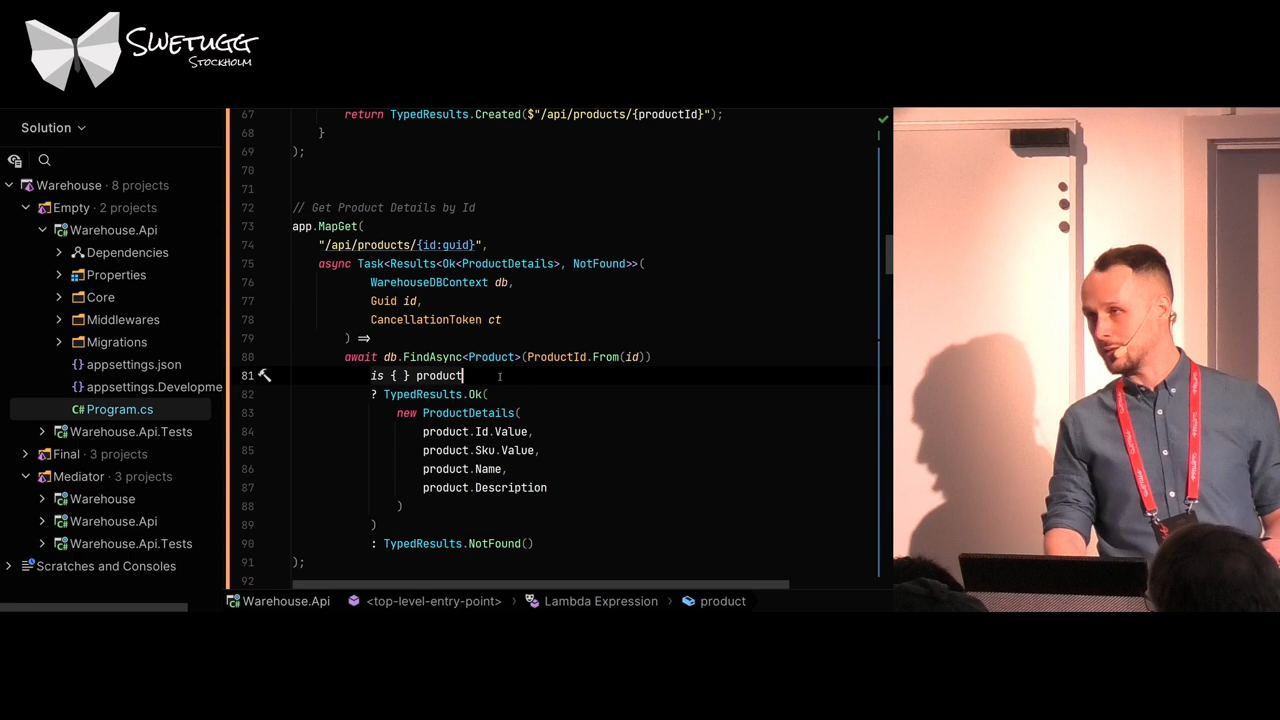 SWETUGG
STOCKHOLM
Solution
Warehouse · 8 projects
Empty · 2 projects
Warehouse.Api
Dependencies
Properties
Core
Middlewares
Migrations
appsettings.json
appsettings.Developme
C# Program.cs
Warehouse.Api.Tests
Final · 3 projects
Mediator · 3 projects
Warehouse
Warehouse.Api
Warehouse.Api.Tests
Scratches and Consoles
67 return TypedResults.Created($"/api/products/{productId}");
68 }
69 );
70
71
72 // Get Product Details by Id
73 app.MapGet(
74 "/api/products/{id:guid}",
75 async Task<Results<Ok<ProductDetails>, NotFound>>(
76 WarehouseDBContext db,
77 Guid id,
78 CancellationToken ct
79 ) =>
80 await db.FindAsync<Product>(ProductId.From(id))
81 is { } product
82 ? TypedResults.Ok(
83 new ProductDetails(
84 product.Id.Value,
85 product.Sku.Value,
86 product.Name,
87 product.Description
88 )
89 )
90 : TypedResults.NotFound()
91 );
92
Warehouse.Api <top-level-entry-point> > Lambda Expression > product